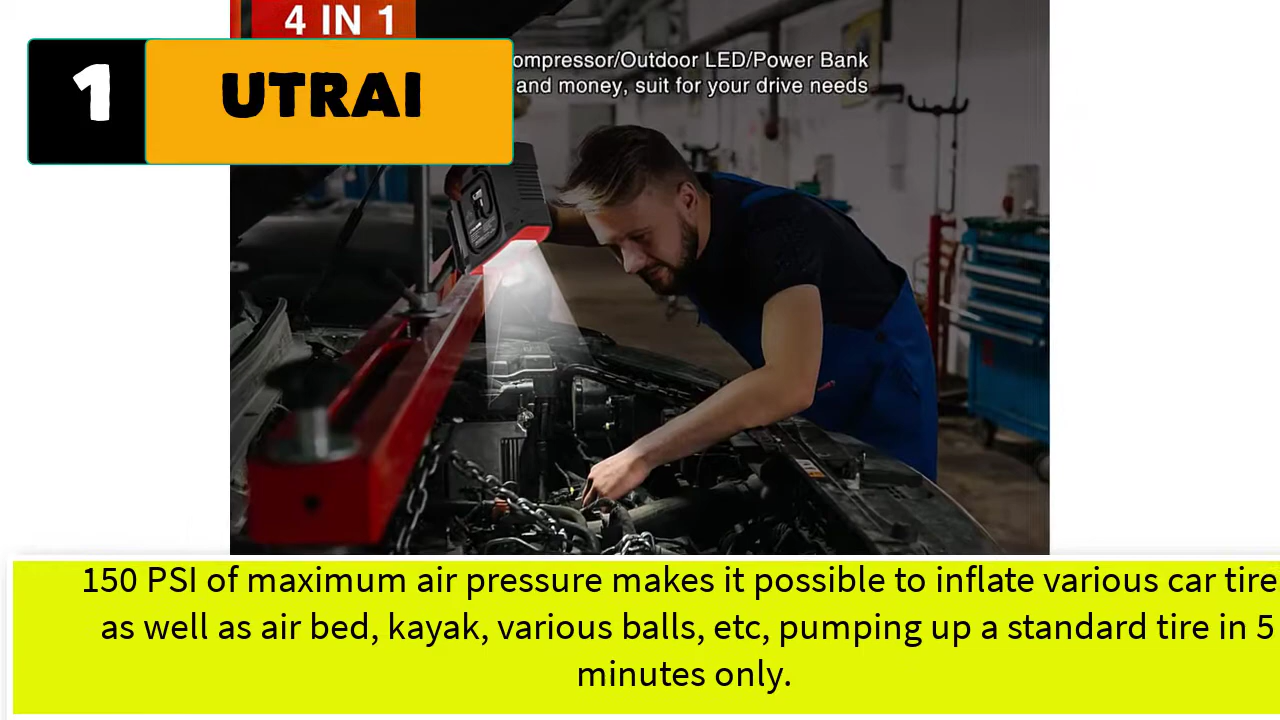 4 IN 1
1
UTRAI
ompressor/Outdoor LED/Power Bank
and money, suit for your drive needs
150 PSI of maximum air pressure makes it possible to inflate various car tire
as well as air bed, kayak, various balls, etc, pumping up a standard tire in 5
minutes only.